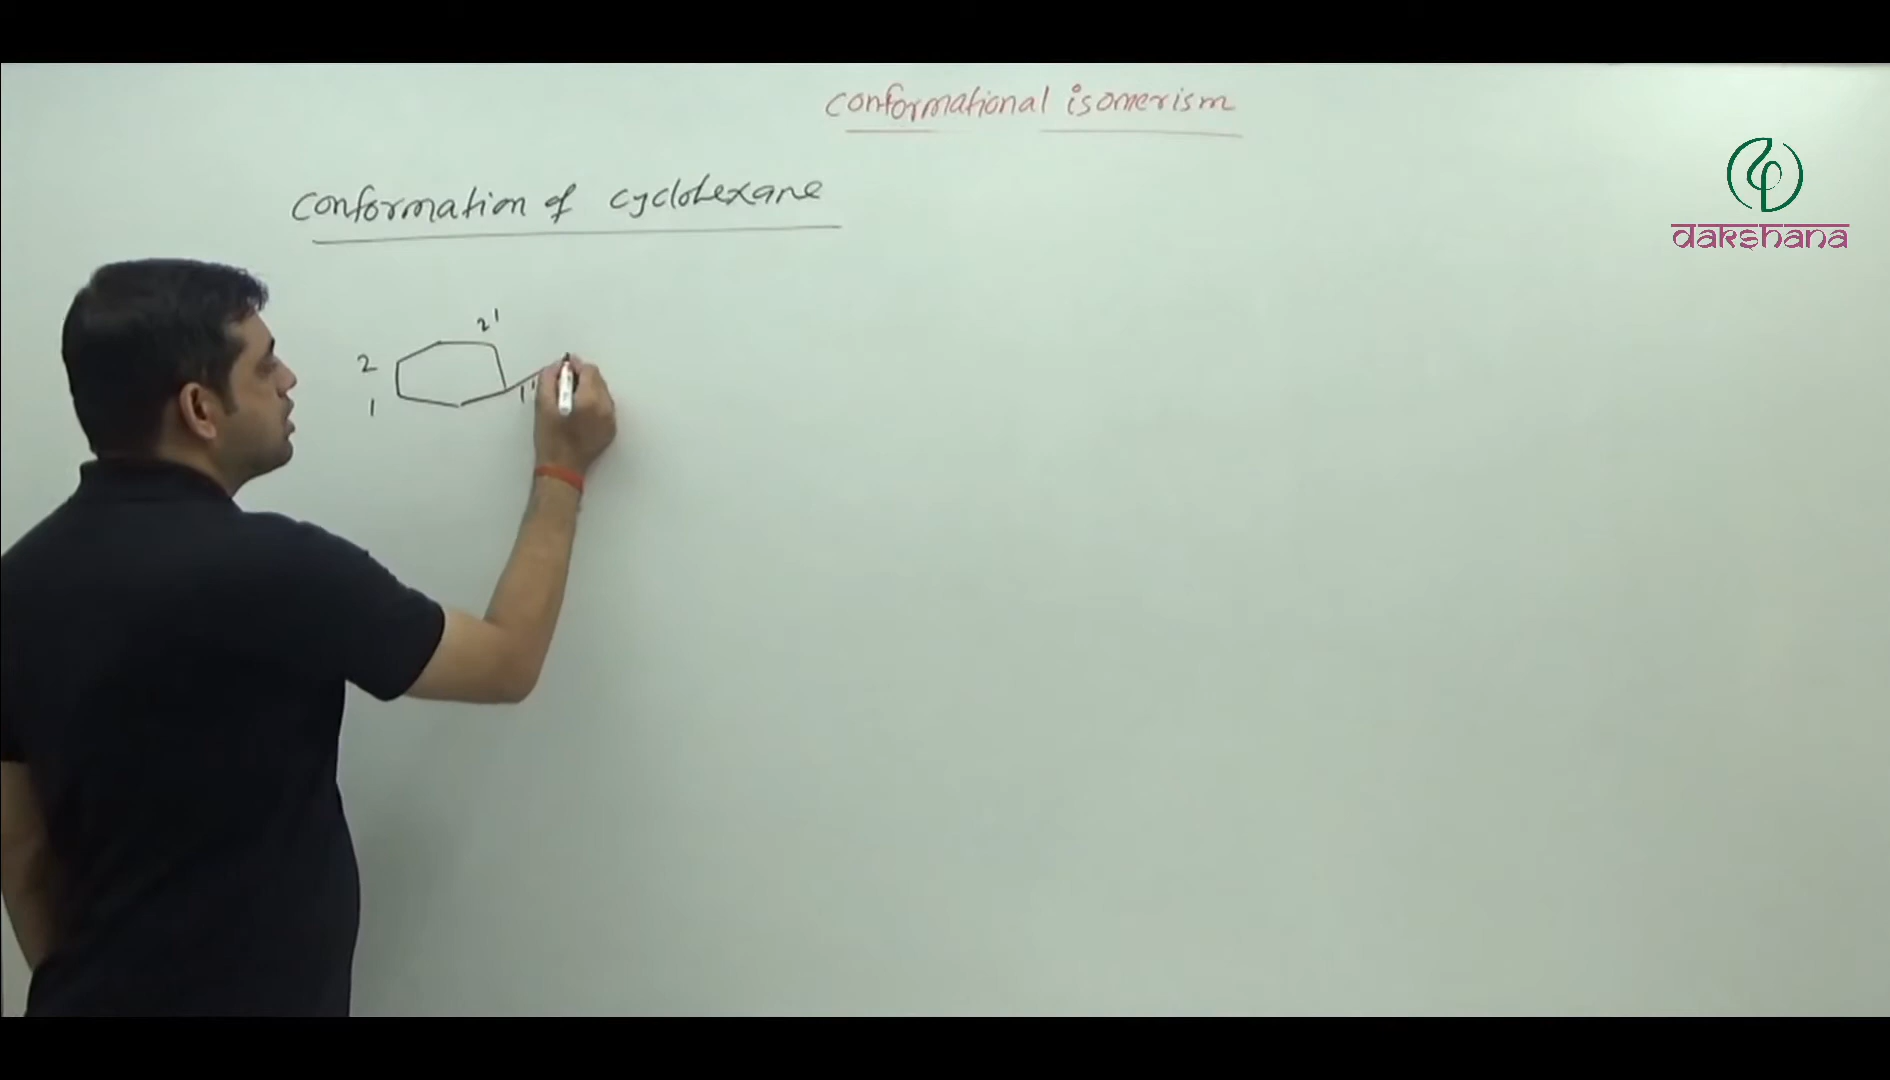 Conformational isomerism
dakshana
Conformation of cyclohexane
2'
2
1
1'